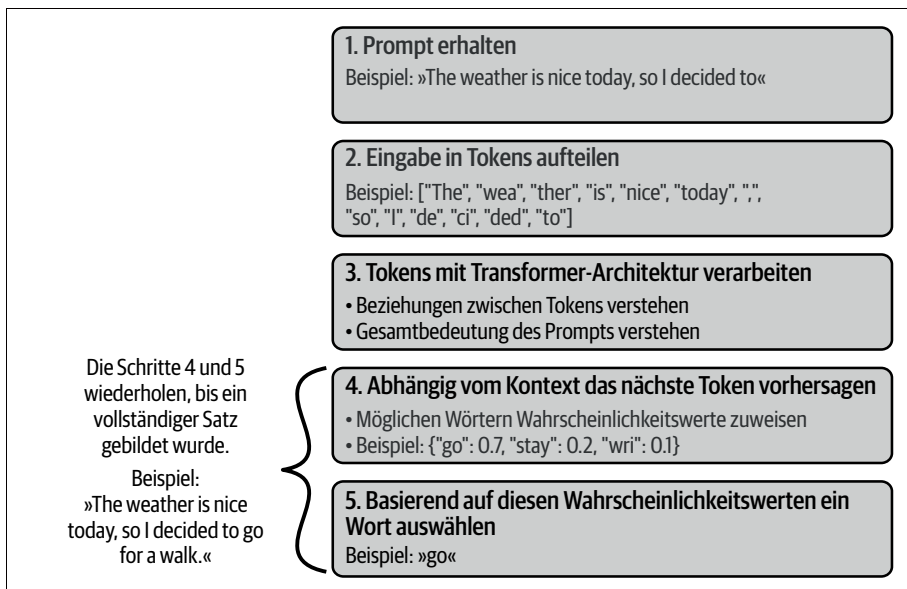 1. Prompt erhalten
Beispiel: »The weather is nice today, so I decided to«
2. Eingabe in Tokens aufteilen
Beispiel: ["The", "wea", "ther", "is", "nice", "today", ",",
"so", "I", "de", "ci", "ded", "to"]
3. Tokens mit Transformer-Architektur verarbeiten
• Beziehungen zwischen Tokens verstehen
• Gesamtbedeutung des Prompts verstehen
Die Schritte 4 und 5
wiederholen, bis ein
vollständiger Satz
gebildet wurde.
Beispiel:
»The weather is nice
today, so I decided to go
for a walk.«
4. Abhängig vom Kontext das nächste Token vorhersagen
• Möglichen Wörtern Wahrscheinlichkeitswerte zuweisen
• Beispiel: {"go": 0.7, "stay": 0.2, "wri": 0.1}
5. Basierend auf diesen Wahrscheinlichkeitswerten ein
Wort auswählen
Beispiel: »go«